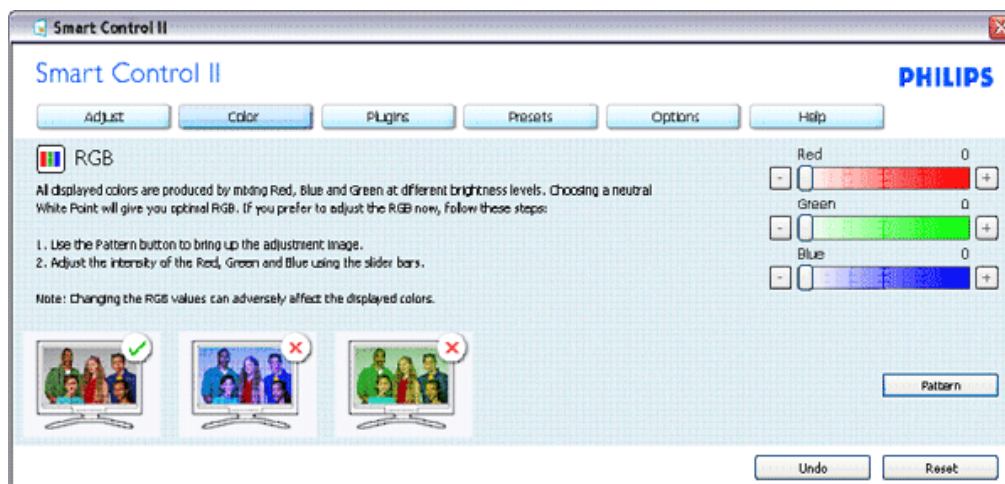 Smart Control II
Smart Control II
PHILIPS
Adjust
Color
Plugins
Presets
Options
Help
RGB
All displayed colors are produced by mixing Red, Blue and Green at different brightness levels. Choosing a neutral
White Point will give you optimal RGB. If you prefer to adjust the RGB now, follow these steps:
1. Use the Pattern button to bring up the adjustment image.
2. Adjust the intensity of the Red, Green and Blue using the slider bars.
Note: Changing the RGB values can adversely affect the displayed colors.
Red 0
- +
Green 0
- +
Blue 0
- +
Pattern
Undo
Reset